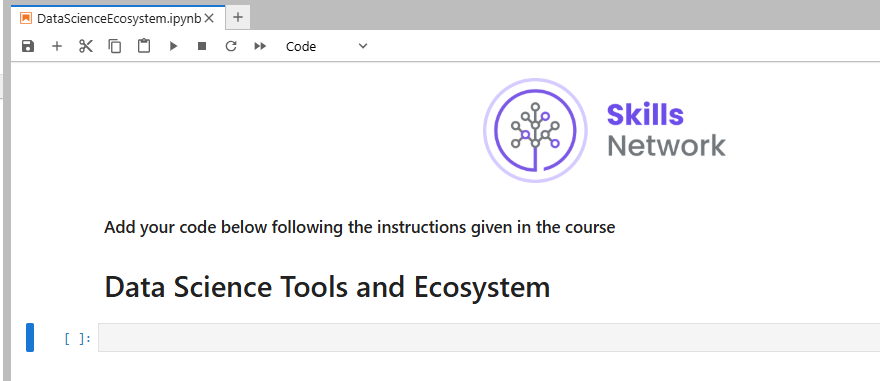 DataScienceEcosystem.ipynb
Code
Skills
Network
Add your code below following the instructions given in the course
Data Science Tools and Ecosystem
[ ]: